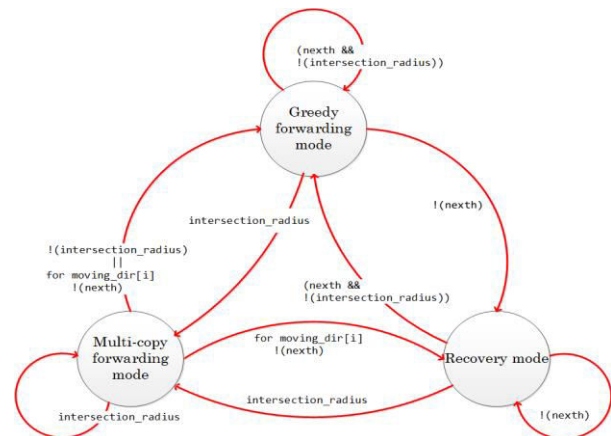 (nexth &&
!(intersection_radius))
Greedy
forwarding
mode
!(nexth)
intersection_radius
!(intersection_radius)
||
for moving_dir[i]
!(nexth)
(nexth &&
!(intersection_radius))
Multi-copy
forwarding
mode
for moving_dir[i]
!(nexth)
Recovery mode
intersection_radius
intersection_radius
!(nexth)